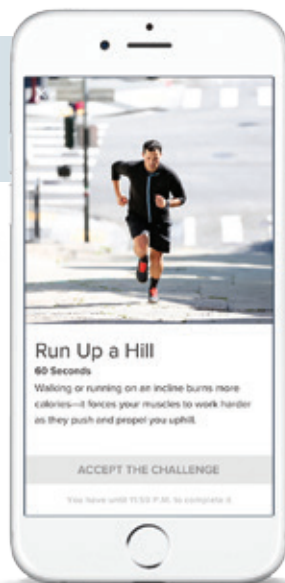 Run Up a Hill
60 Seconds
Walking or running on an incline burns more
calories—it forces your muscles to work harder
as they push and propel you uphill.
ACCEPT THE CHALLENGE
You have until 11:59 P.M. to complete it.